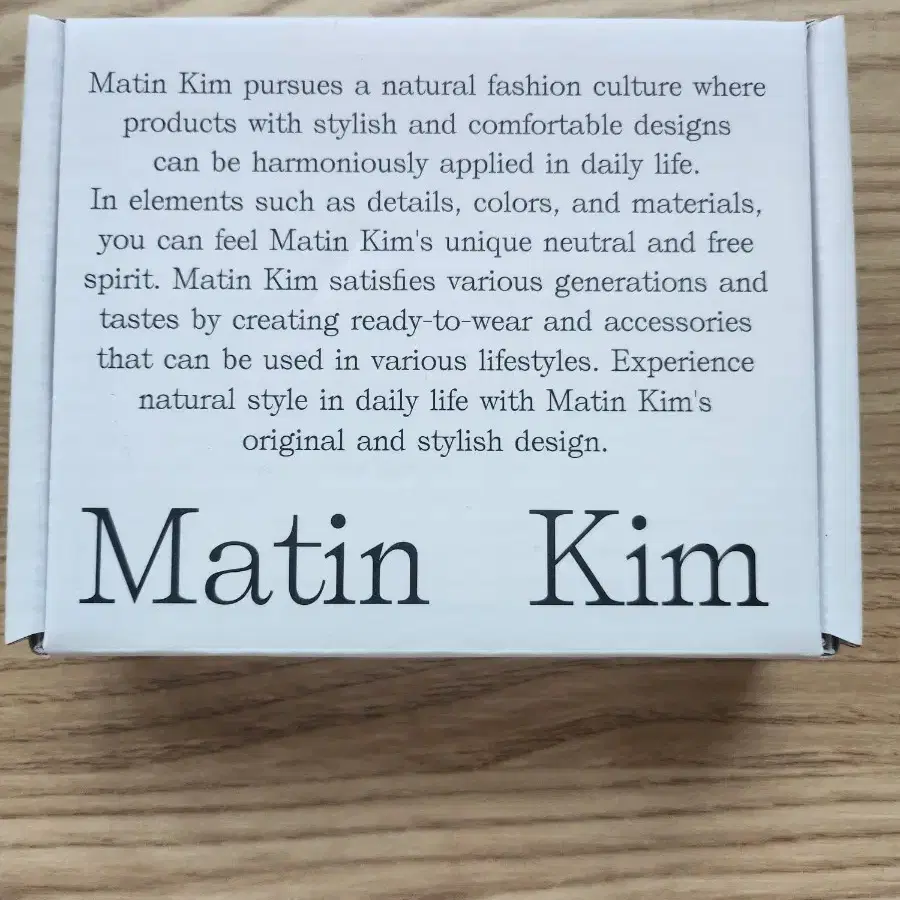 Matin Kim pursues a natural fashion culture where
products with stylish and comfortable designs
can be harmoniously applied in daily life.
In elements such as details, colors, and materials,
you can feel Matin Kim's unique neutral and free
spirit. Matin Kim satisfies various generations and
tastes by creating ready-to-wear and accessories
that can be used in various lifestyles. Experience
natural style in daily life with Matin Kim's
original and stylish design.
Matin Kim